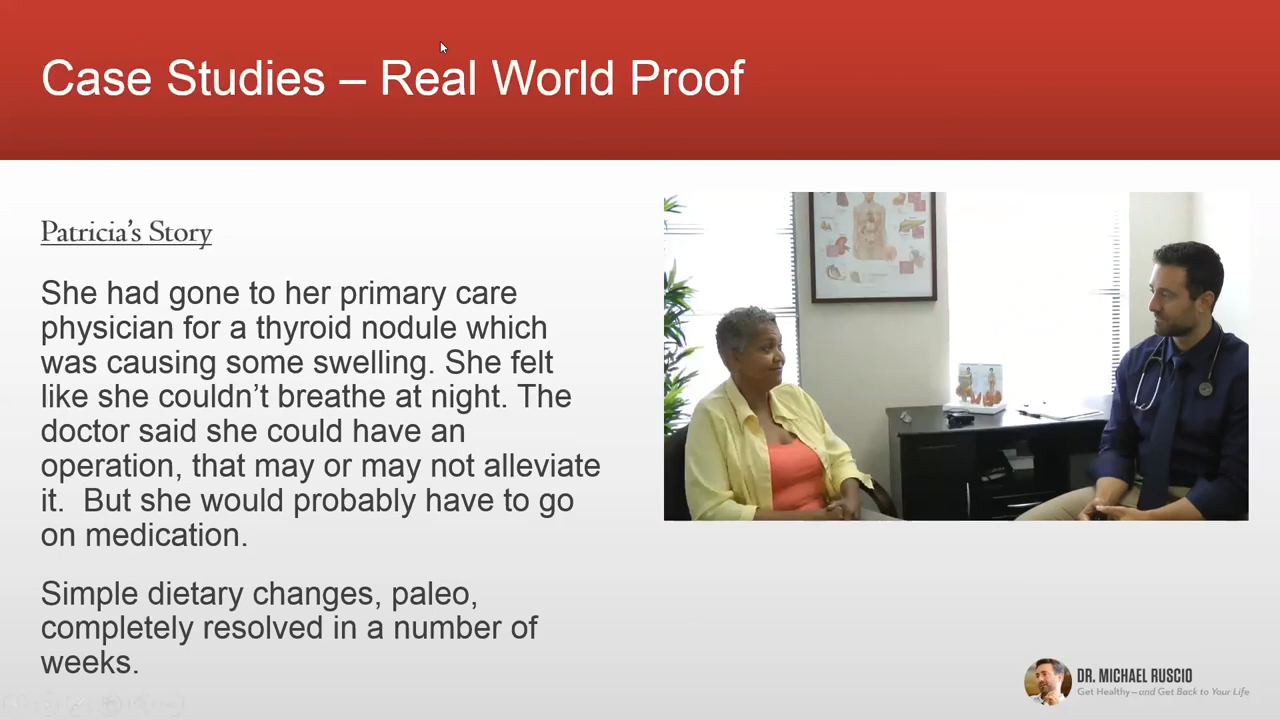 Case Studies – Real World Proof
Patricia's Story
She had gone to her primary care
physician for a thyroid nodule which
was causing some swelling. She felt
like she couldn't breathe at night. The
doctor said she could have an
operation, that may or may not alleviate
it.  But she would probably have to go
on medication.
Simple dietary changes, paleo,
completely resolved in a number of
weeks.
DR. MICHAEL RUSCIO
Get Healthy—and Get Back to Your Life